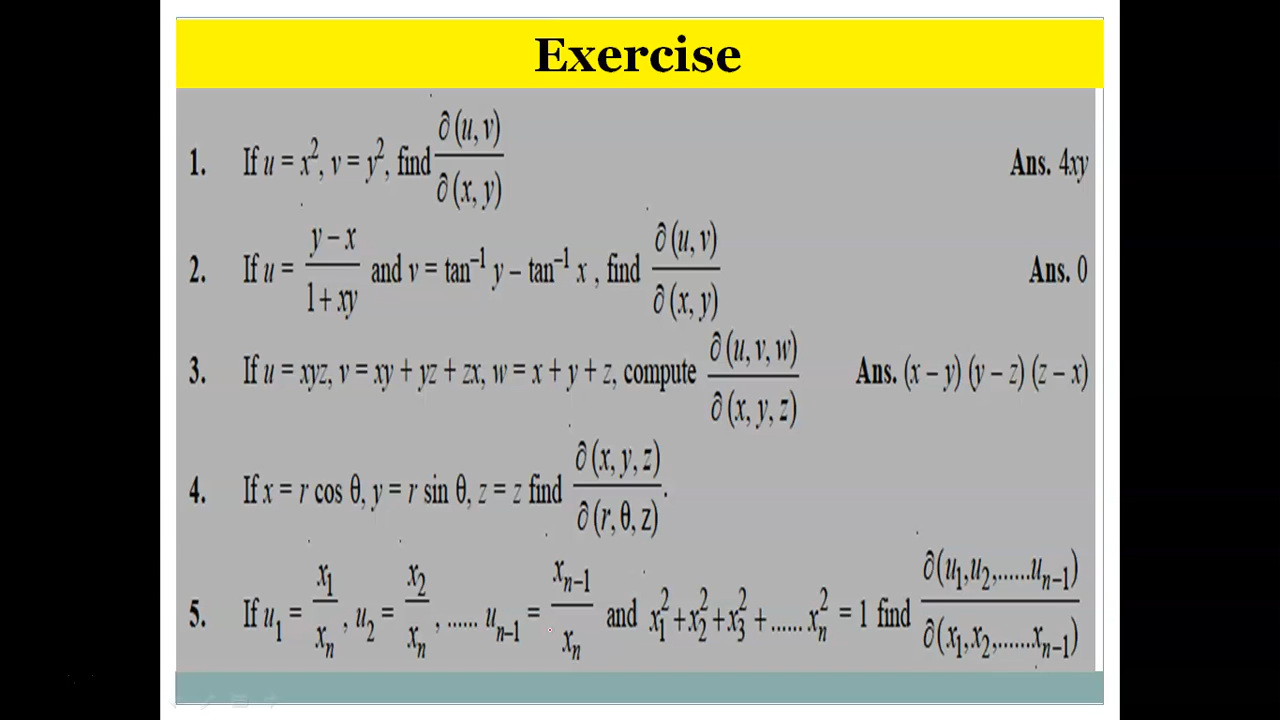 Exercise
1. If u = x², v = y², find ∂(u, v)/∂(x, y) Ans. 4xy
2. If u = (y − x)/(1 + xy) and v = tan⁻¹ y − tan⁻¹ x , find ∂(u, v)/∂(x, y) Ans. 0
3. If u = xyz, v = xy + yz + zx, w = x + y + z, compute ∂(u, v, w)/∂(x, y, z) Ans. (x − y) (y − z) (z − x)
4. If x = r cos θ, y = r sin θ, z = z find ∂(x, y, z)/∂(r, θ, z).
5. If u₁ = x₁/xₙ , u₂ = x₂/xₙ , ...... uₙ₋₁ = xₙ₋₁/xₙ and x₁² + x₂² + x₃² + ...... xₙ² = 1 find ∂(u₁,u₂,......uₙ₋₁)/∂(x₁,x₂,.......xₙ₋₁)